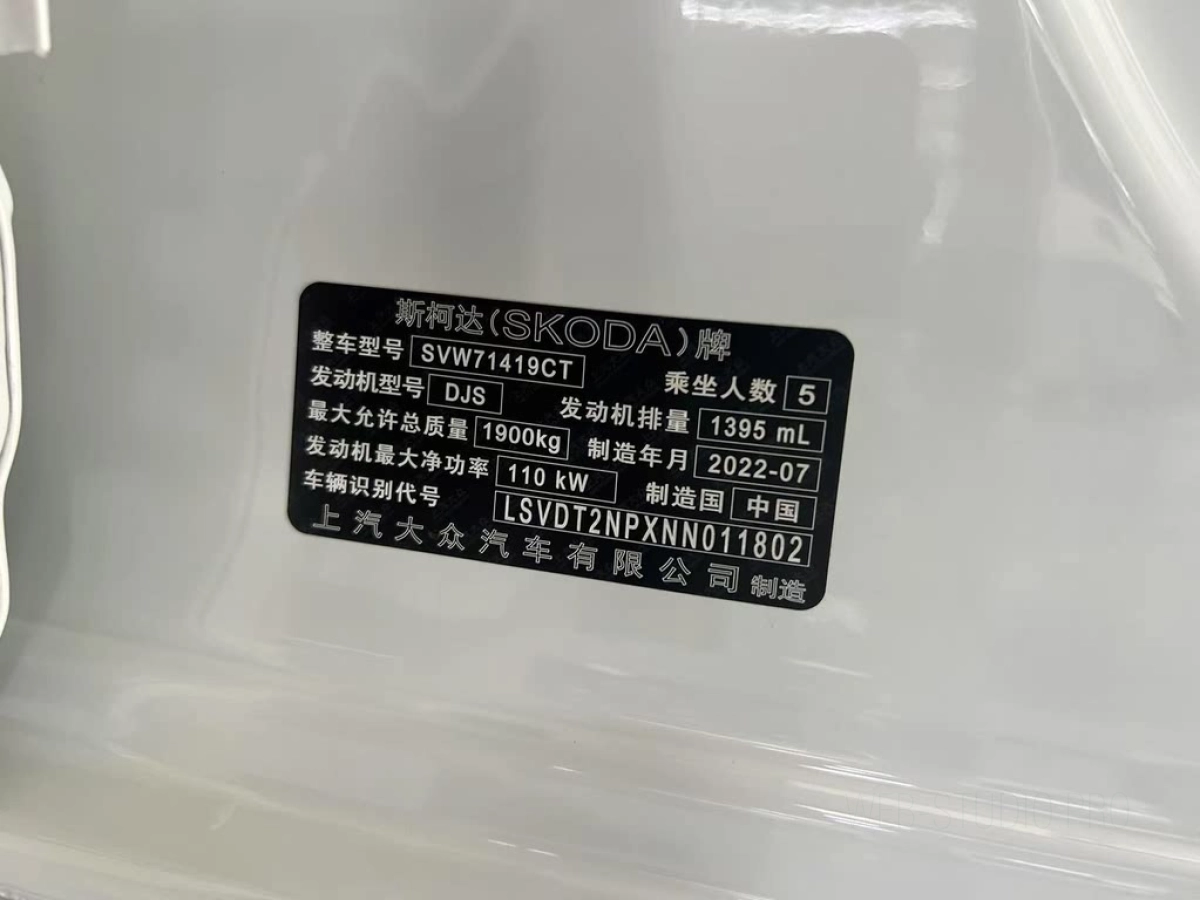 斯柯达(SKODA)牌
整车型号 SVW71419CT 乘坐人数 5
发动机型号 DJS 发动机排量 1395 mL
最大允许总质量 1900kg 制造年月 2022-07
发动机最大净功率 110 kW 制造国 中国
车辆识别代号 LSVDT2NPXNN011802
上汽大众汽车有限公司 制造